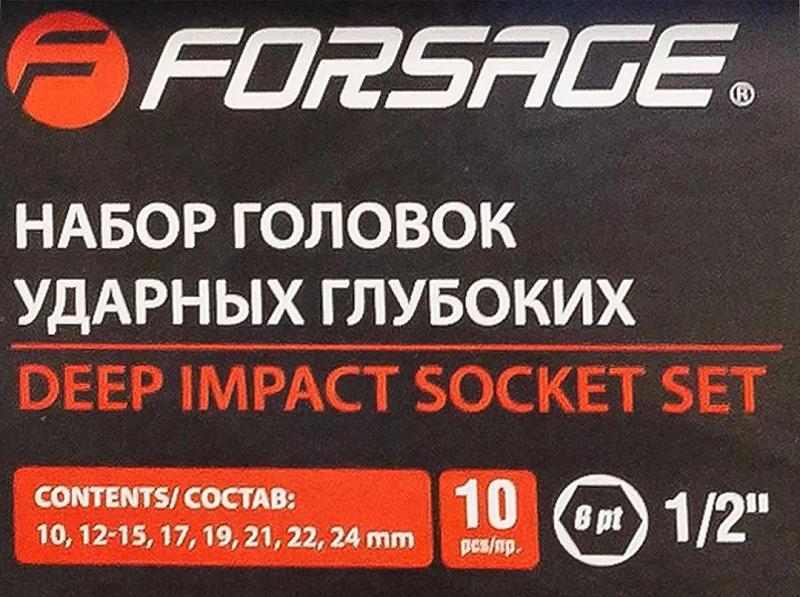 FORSAGE®
НАБОР ГОЛОВОК
УДАРНЫХ ГЛУБОКИХ
DEEP IMPACT SOCKET SET
CONTENTS/ СОСТАВ:
10, 12-15, 17, 19, 21, 22, 24 mm
10
pcs/пр.
6 pt
1/2"